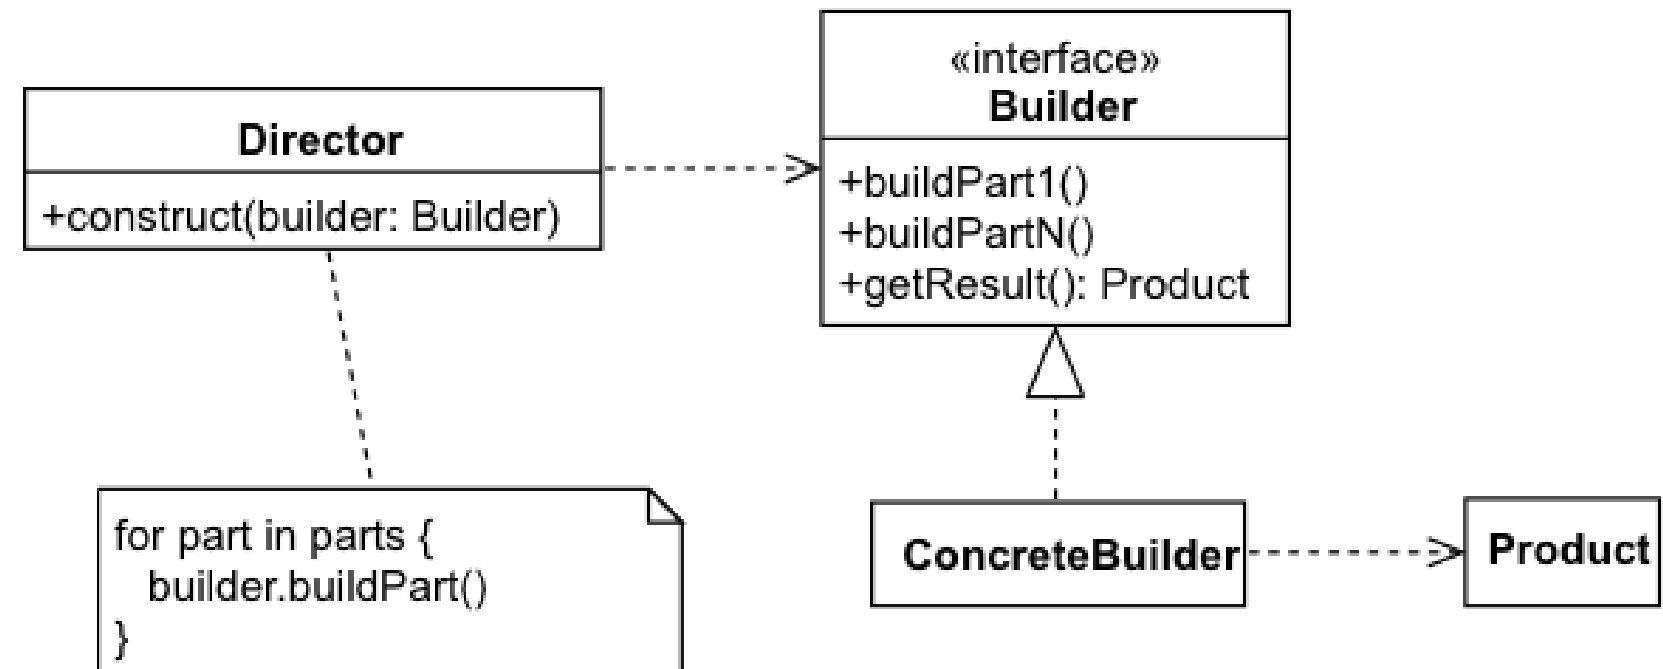 Director
+construct(builder: Builder)
«interface»
Builder
+buildPart1()
+buildPartN()
+getResult(): Product
for part in parts {
builder.buildPart()
}
ConcreteBuilder
Product